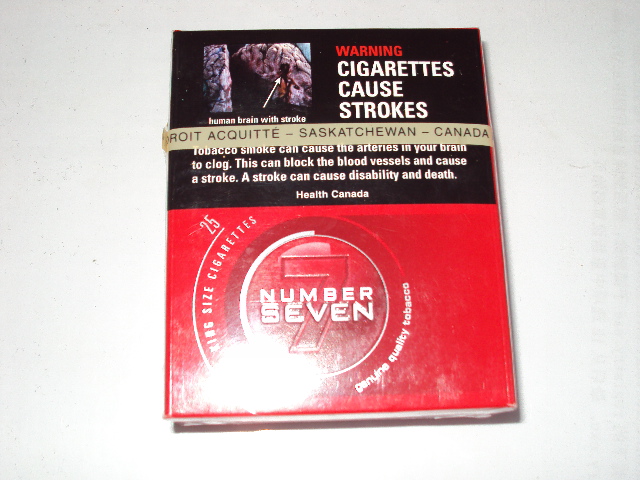 WARNING
CIGARETTES
CAUSE
STROKES
human brain with stroke
ROIT ACQUITTÉ – SASKATCHEWAN – CANADA
Tobacco smoke can cause the arteries in your brain
to clog. This can block the blood vessels and cause
a stroke. A stroke can cause disability and death.
Health Canada
25
KING SIZE CIGARETTES
7
NUMBER
SEVEN
Genuine quality tobacco